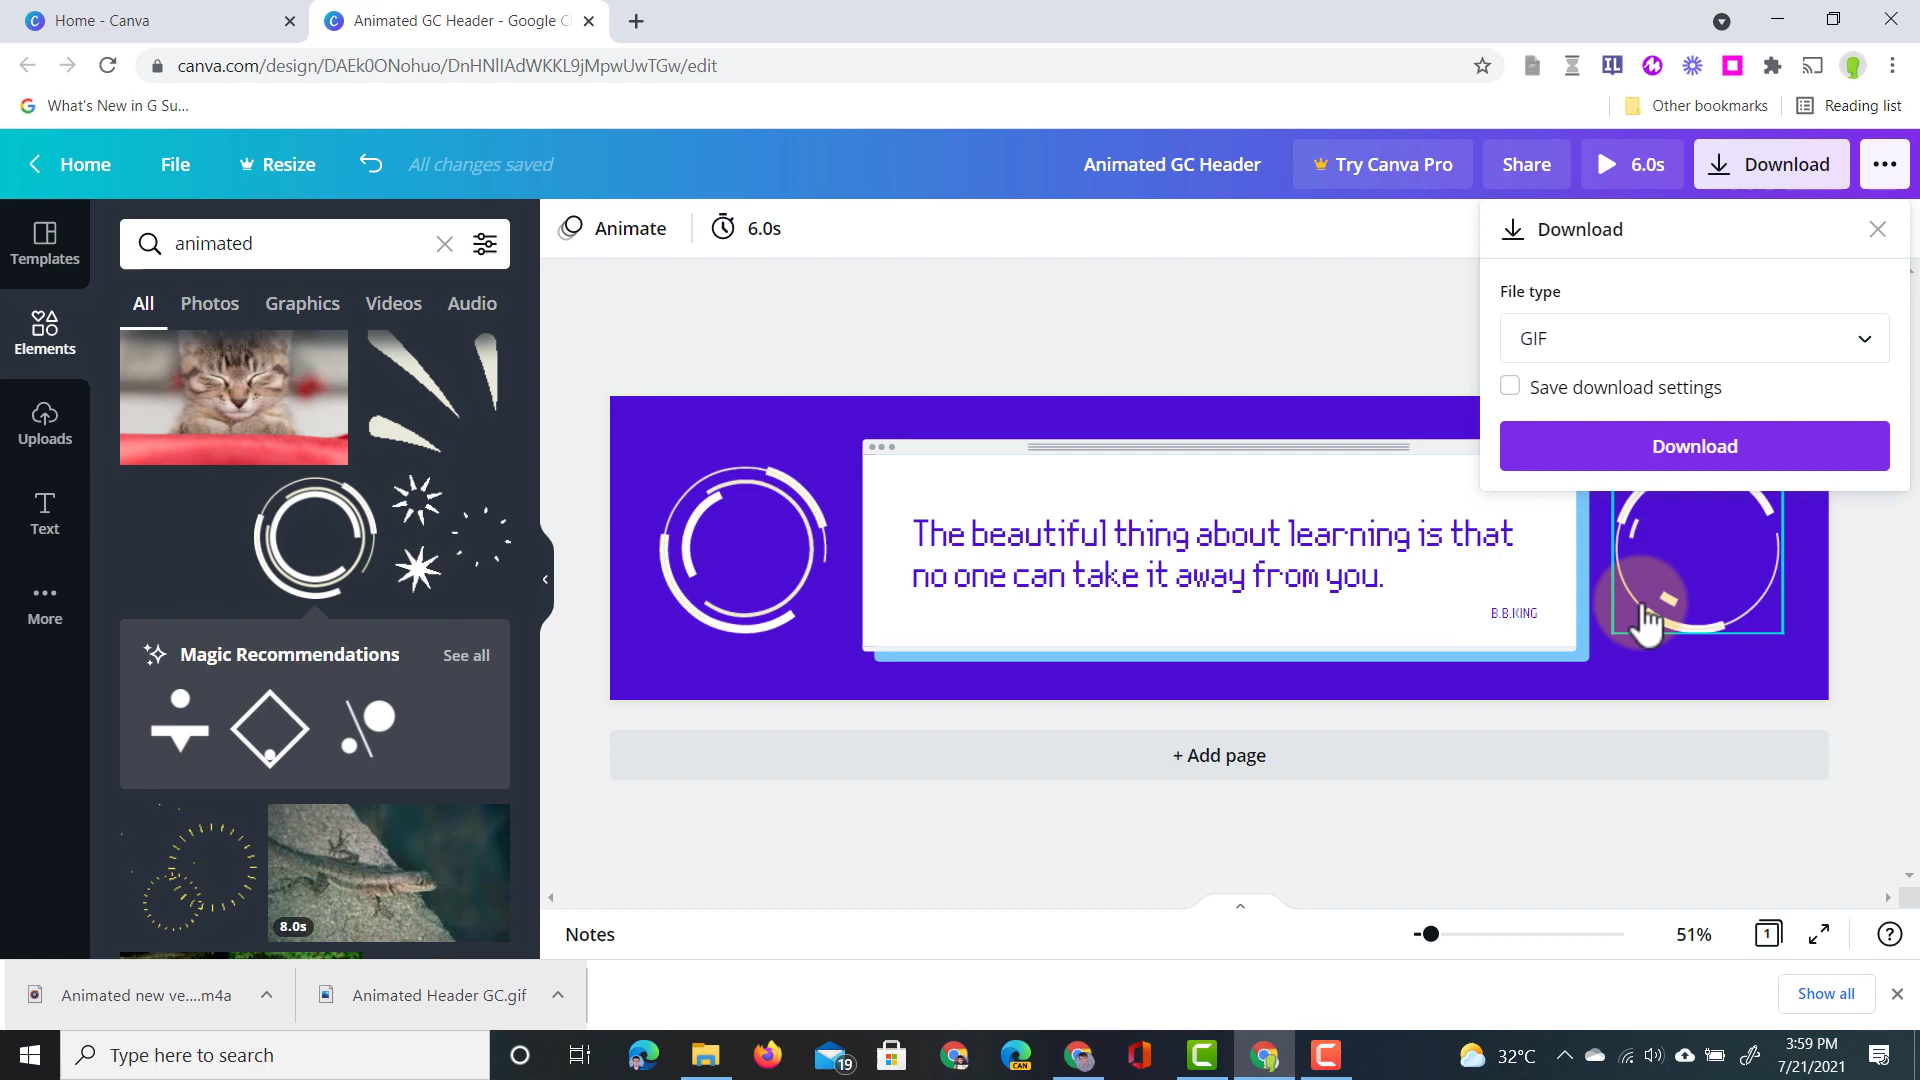 Home - Canva
Animated GC Header - Google C
canva.com/design/DAEk0ONohuo/DnHNlIAdWKKL9jMpwUwTGw/edit
What's New in G Su...
Other bookmarks
Reading list
Home
File
Resize
All changes saved
Animated GC Header
Try Canva Pro
Share
6.0s
Download
Templates
Elements
Uploads
Text
More
animated
All
Photos
Graphics
Videos
Audio
Magic Recommendations
See all
8.0s
Animate
6.0s
Download
File type
GIF
Save download settings
Download
The beautiful thing about learning is that
no one can take it away from you.
B.B.KING
+ Add page
Notes
51%
1
Animated new ve....m4a
Animated Header GC.gif
Show all
Type here to search
19
CAN
32°C
3:59 PM
7/21/2021